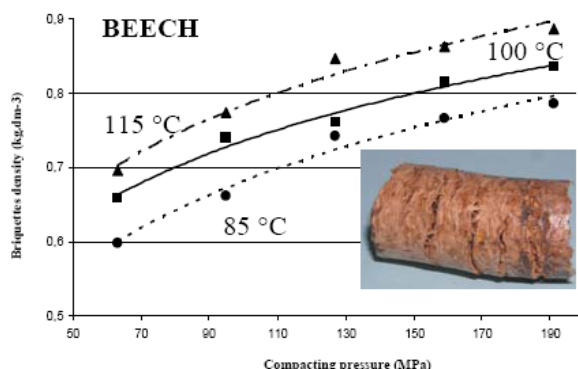 BEECH
0,9
0,8
0,7
0,6
0,5
115 °C
100 °C
85 °C
50 70 90 110 130 150 170 190
Briquettes density (kg.dm-3)
Compacting pressure (MPa)